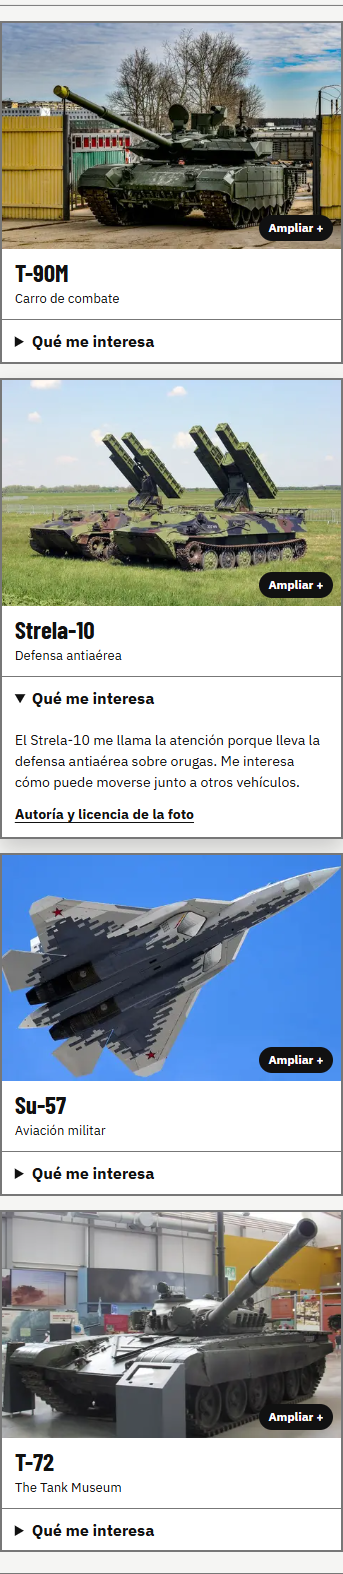 Ampliar +
T-90M
Carro de combate
▶ Qué me interesa
Ampliar +
Strela-10
Defensa antiaérea
▼ Qué me interesa
El Strela-10 me llama la atención porque lleva la
defensa antiaérea sobre orugas. Me interesa
cómo puede moverse junto a otros vehículos.
Autoría y licencia de la foto
Ampliar +
Su-57
Aviación militar
▶ Qué me interesa
Ampliar +
T-72
The Tank Museum
▶ Qué me interesa